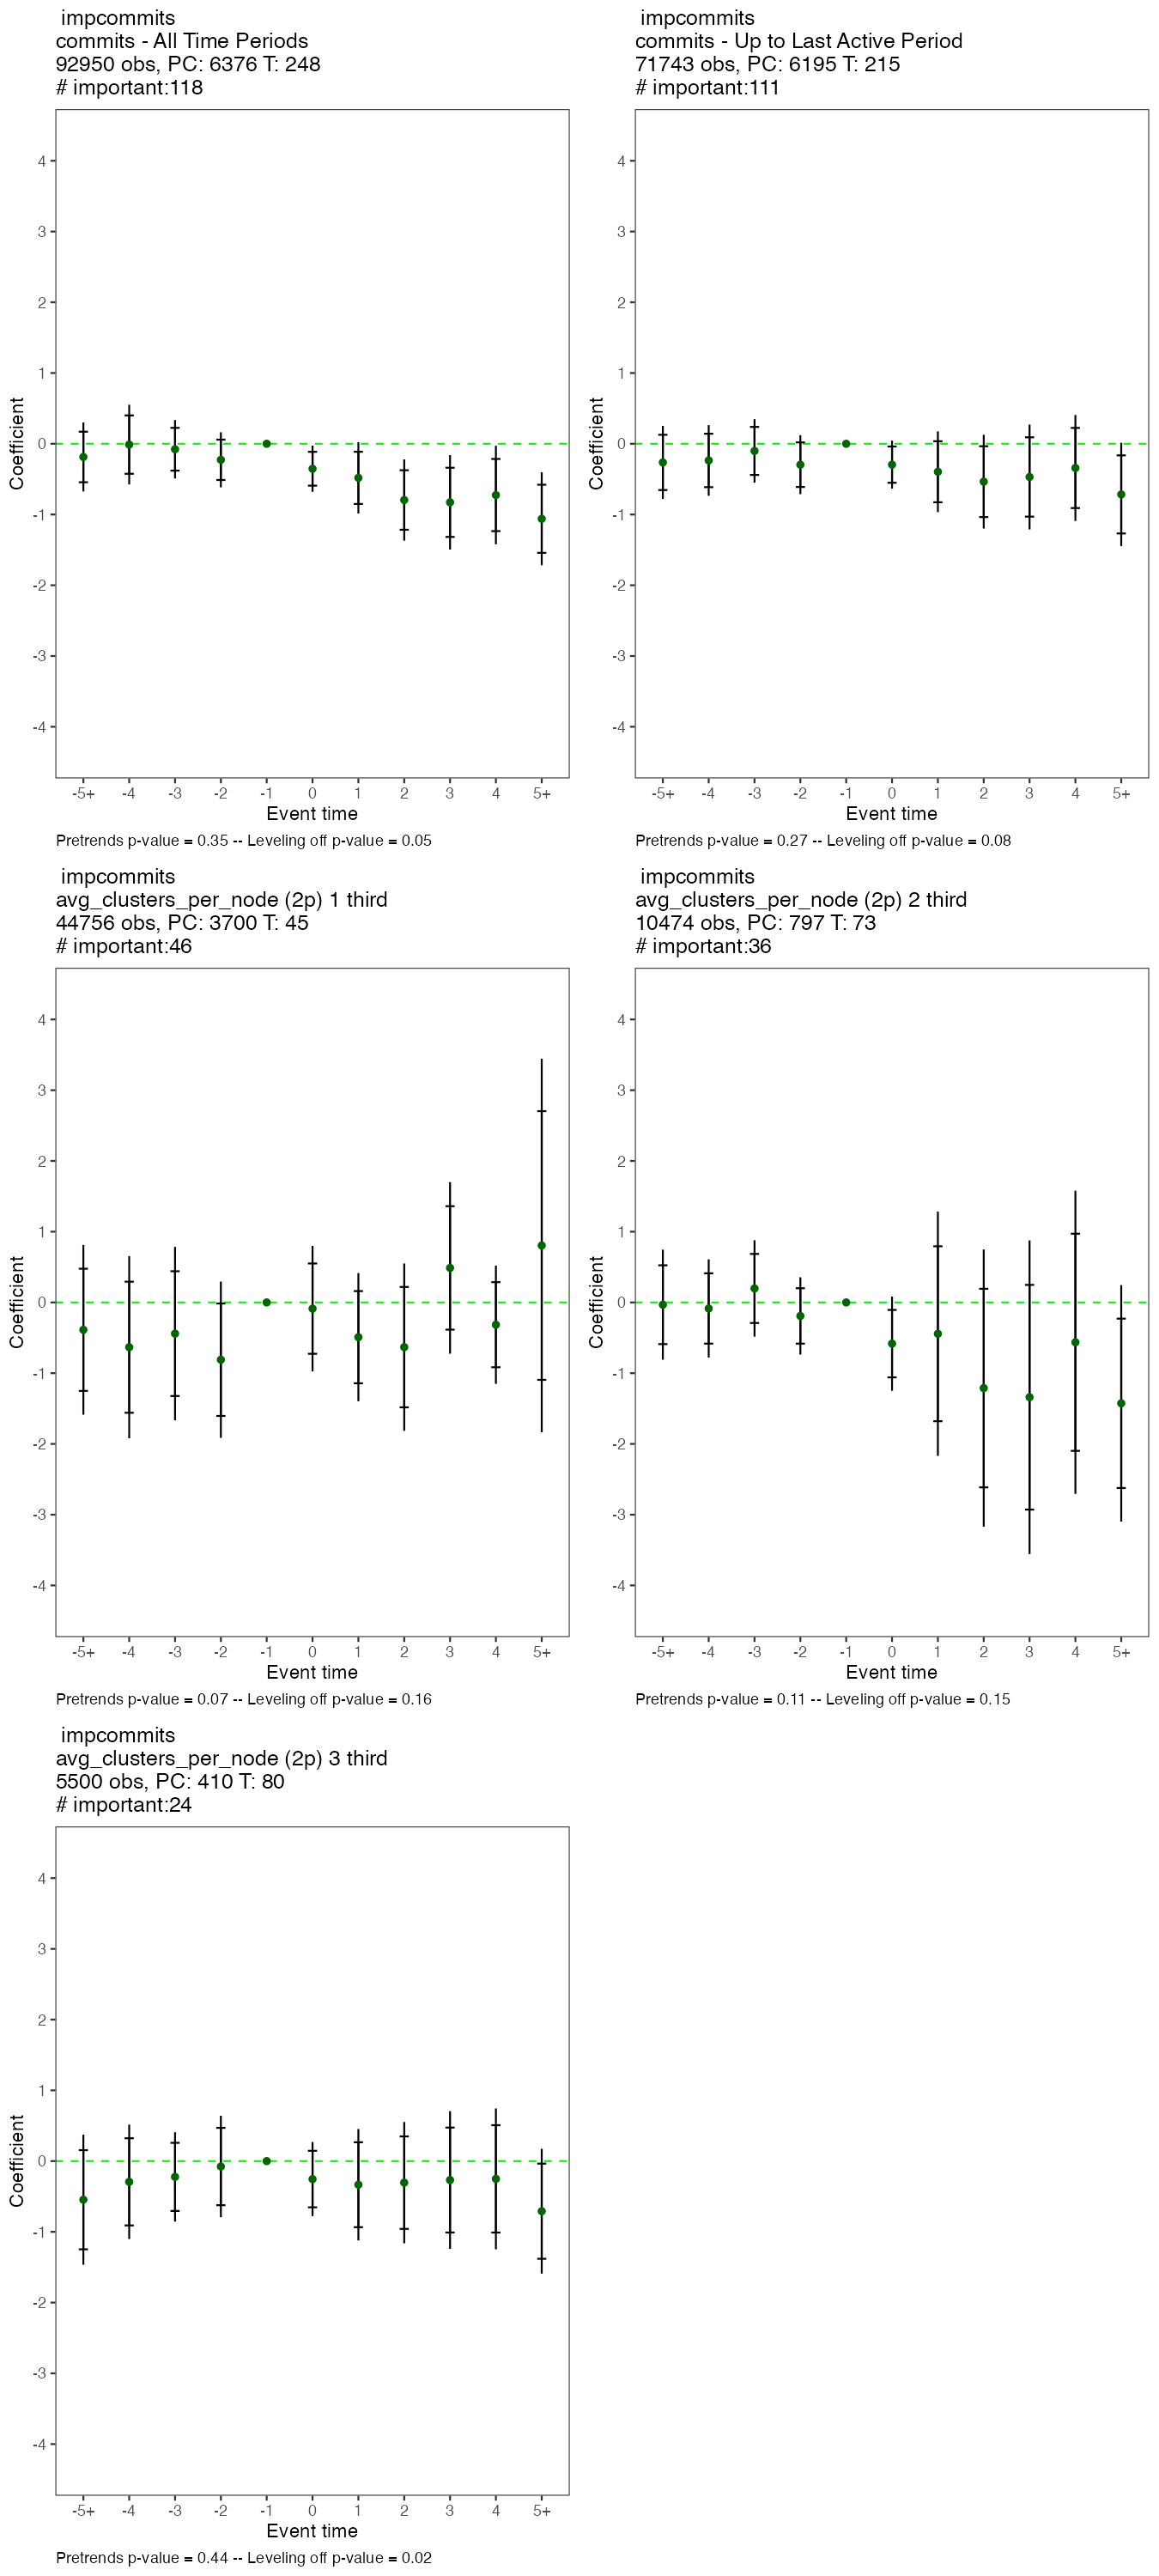 impcommits
commits - All Time Periods
92950 obs, PC: 6376 T: 248
# important:118
4
3
2
1
0
-1
-2
-3
-4
Coefficient
-5+ -4 -3 -2 -1 0 1 2 3 4 5+
Event time
Pretrends p-value = 0.35 -- Leveling off p-value = 0.05
impcommits
commits - Up to Last Active Period
71743 obs, PC: 6195 T: 215
# important:111
4
3
2
1
0
-1
-2
-3
-4
Coefficient
-5+ -4 -3 -2 -1 0 1 2 3 4 5+
Event time
Pretrends p-value = 0.27 -- Leveling off p-value = 0.08
impcommits
avg_clusters_per_node (2p) 1 third
44756 obs, PC: 3700 T: 45
# important:46
4
3
2
1
0
-1
-2
-3
-4
Coefficient
-5+ -4 -3 -2 -1 0 1 2 3 4 5+
Event time
Pretrends p-value = 0.07 -- Leveling off p-value = 0.16
impcommits
avg_clusters_per_node (2p) 2 third
10474 obs, PC: 797 T: 73
# important:36
4
3
2
1
0
-1
-2
-3
-4
Coefficient
-5+ -4 -3 -2 -1 0 1 2 3 4 5+
Event time
Pretrends p-value = 0.11 -- Leveling off p-value = 0.15
impcommits
avg_clusters_per_node (2p) 3 third
5500 obs, PC: 410 T: 80
# important:24
4
3
2
1
0
-1
-2
-3
-4
Coefficient
-5+ -4 -3 -2 -1 0 1 2 3 4 5+
Event time
Pretrends p-value = 0.44 -- Leveling off p-value = 0.02